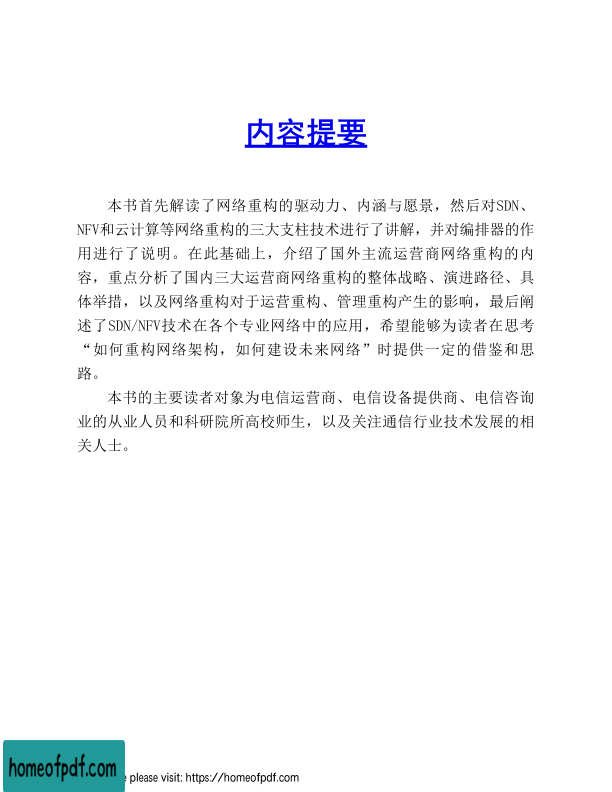 内容提要
本书首先解读了网络重构的驱动力、内涵与愿景，然后对SDN、
NFV和云计算等网络重构的三大支柱技术进行了讲解，并对编排器的作
用进行了说明。在此基础上，介绍了国外主流运营商网络重构的内
容，重点分析了国内三大运营商网络重构的整体战略、演进路径、具
体举措，以及网络重构对于运营重构、管理重构产生的影响，最后阐
述了SDN/NFV技术在各个专业网络中的应用，希望能够为读者在思考
“如何重构网络架构，如何建设未来网络”时提供一定的借鉴和思
路。
本书的主要读者对象为电信运营商、电信设备提供商、电信咨询
业的从业人员和科研院所高校师生，以及关注通信行业技术发展的相
关人士。
homeofpdf.com
e please visit: https://homeofpdf.com